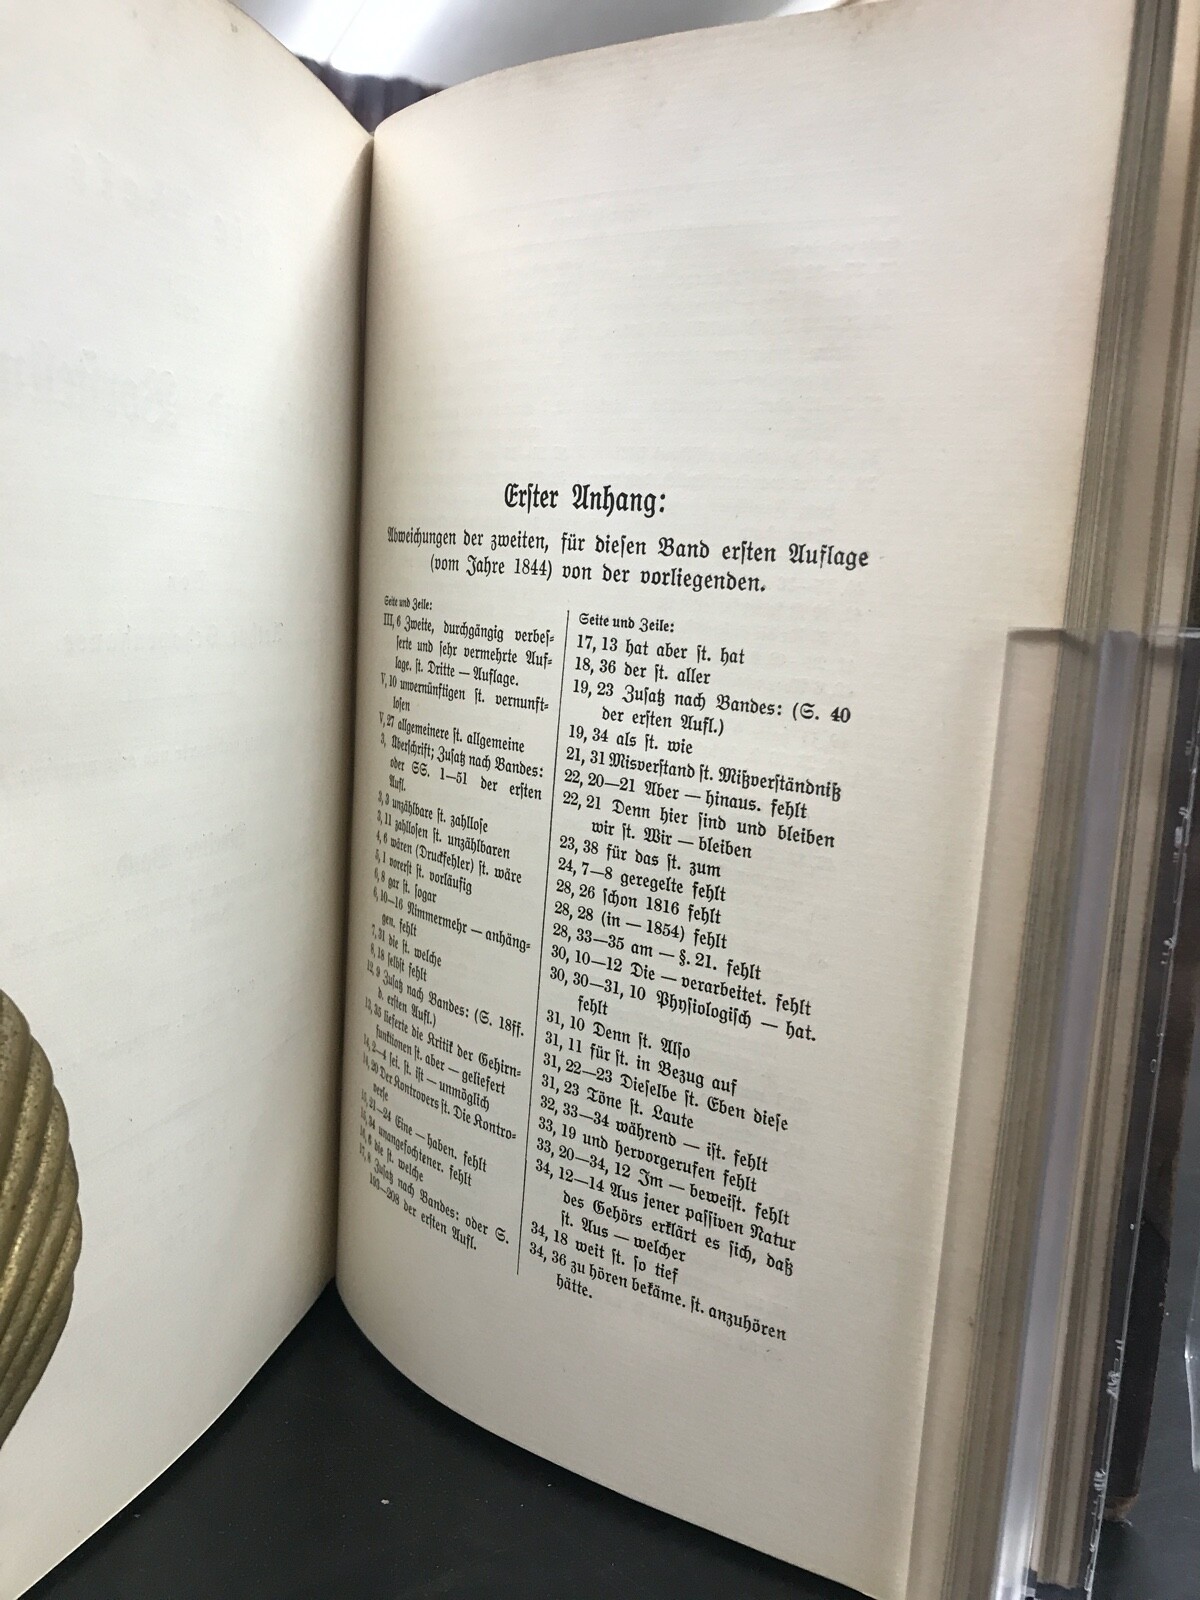 Erster Anhang:
Abweichungen der zweiten, für diesen Band ersten Auflage
(vom Jahre 1844) von der vorliegenden.
Seite und Zeile:
III, 6 Zweite, durchgängig verbes=
serte und sehr vermehrte Auf=
lage. st. Dritte — Auflage.
V, 10 unvernünftigen st. vernunft=
losen
V, 27 allgemeinere st. allgemeine
3, Überschrift; Zusatz nach Bandes:
oder SS. 1—51 der ersten
Aufl.
3, 3 unzählbare st. zahllose
3, 11 zahllosen st. unzählbaren
4, 6 wären (Druckfehler) st. wäre
5, 1 vorerst st. vorläufig
6, 8 gar st. sogar
6, 10—16 Nimmermehr — anhäng=
gen. fehlt
7, 31 die st. welche
8, 18 selbst fehlt
12, 9 Zusatz nach Bandes: (S. 18ff.
d. ersten Aufl.)
13, 35 lieferte die Kritik der Gehirn=
funktionen st. aber — geliefert
14, 2—4 sei. st. ist — unmöglich
14, 20 Der Kontrovers st. Die Kontro=
verse
15, 21—24 Eine — haben. fehlt
15, 34 unangefochtener. fehlt
16, 6 die st. welche
17, 8 Zusatz nach Bandes: oder S.
103—208 der ersten Aufl.
Seite und Zeile:
17, 13 hat aber st. hat
18, 36 der st. aller
19, 23 Zusatz nach Bandes: (S. 40
der ersten Aufl.)
19, 34 als st. wie
21, 31 Misverstand st. Mißverständniß
22, 20—21 Aber — hinaus. fehlt
22, 21 Denn hier sind und bleiben
wir st. Wir — bleiben
23, 38 für das st. zum
24, 7—8 geregelte fehlt
28, 26 schon 1816 fehlt
28, 28 (in — 1854) fehlt
28, 33—35 am — §. 21. fehlt
30, 10—12 Die — verarbeitet. fehlt
30, 30—31, 10 Physiologisch — hat.
fehlt
31, 10 Denn st. Also
31, 11 für st. in Bezug auf
31, 22—23 Dieselbe st. Eben diese
31, 23 Töne st. Laute
32, 33—34 während — ist. fehlt
33, 19 und hervorgerufen fehlt
33, 20—34, 12 Im — beweist. fehlt
34, 12—14 Aus jener passiven Natur
des Gehörs erklärt es sich, daß
st. Aus — welcher
34, 18 weit st. so tief
34, 36 zu hören bekäme. st. anzuhören
hätte.